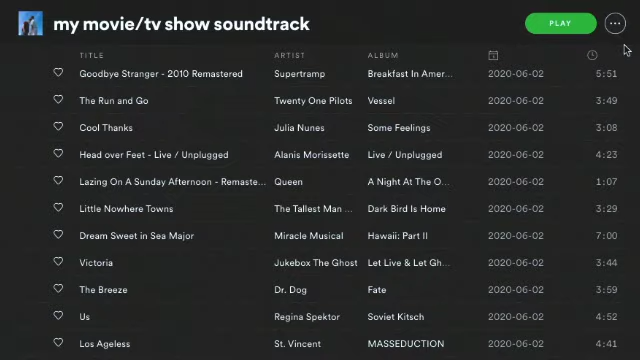 my movie/tv show soundtrack PLAY
TITLE ARTIST ALBUM
Goodbye Stranger - 2010 Remastered Supertramp Breakfast In Amer... 2020-06-02 5:51
The Run and Go Twenty One Pilots Vessel 2020-06-02 3:49
Cool Thanks Julia Nunes Some Feelings 2020-06-02 3:08
Head over Feet - Live / Unplugged Alanis Morissette Live / Unplugged 2020-06-02 4:23
Lazing On A Sunday Afternoon - Remaste... Queen A Night At The O... 2020-06-02 1:07
Little Nowhere Towns The Tallest Man ... Dark Bird Is Home 2020-06-02 3:29
Dream Sweet in Sea Major Miracle Musical Hawaii: Part II 2020-06-02 7:00
Victoria Jukebox The Ghost Let Live & Let Gh... 2020-06-02 3:44
The Breeze Dr. Dog Fate 2020-06-02 3:59
Us Regina Spektor Soviet Kitsch 2020-06-02 4:52
Los Ageless St. Vincent MASSEDUCTION 2020-06-02 4:41